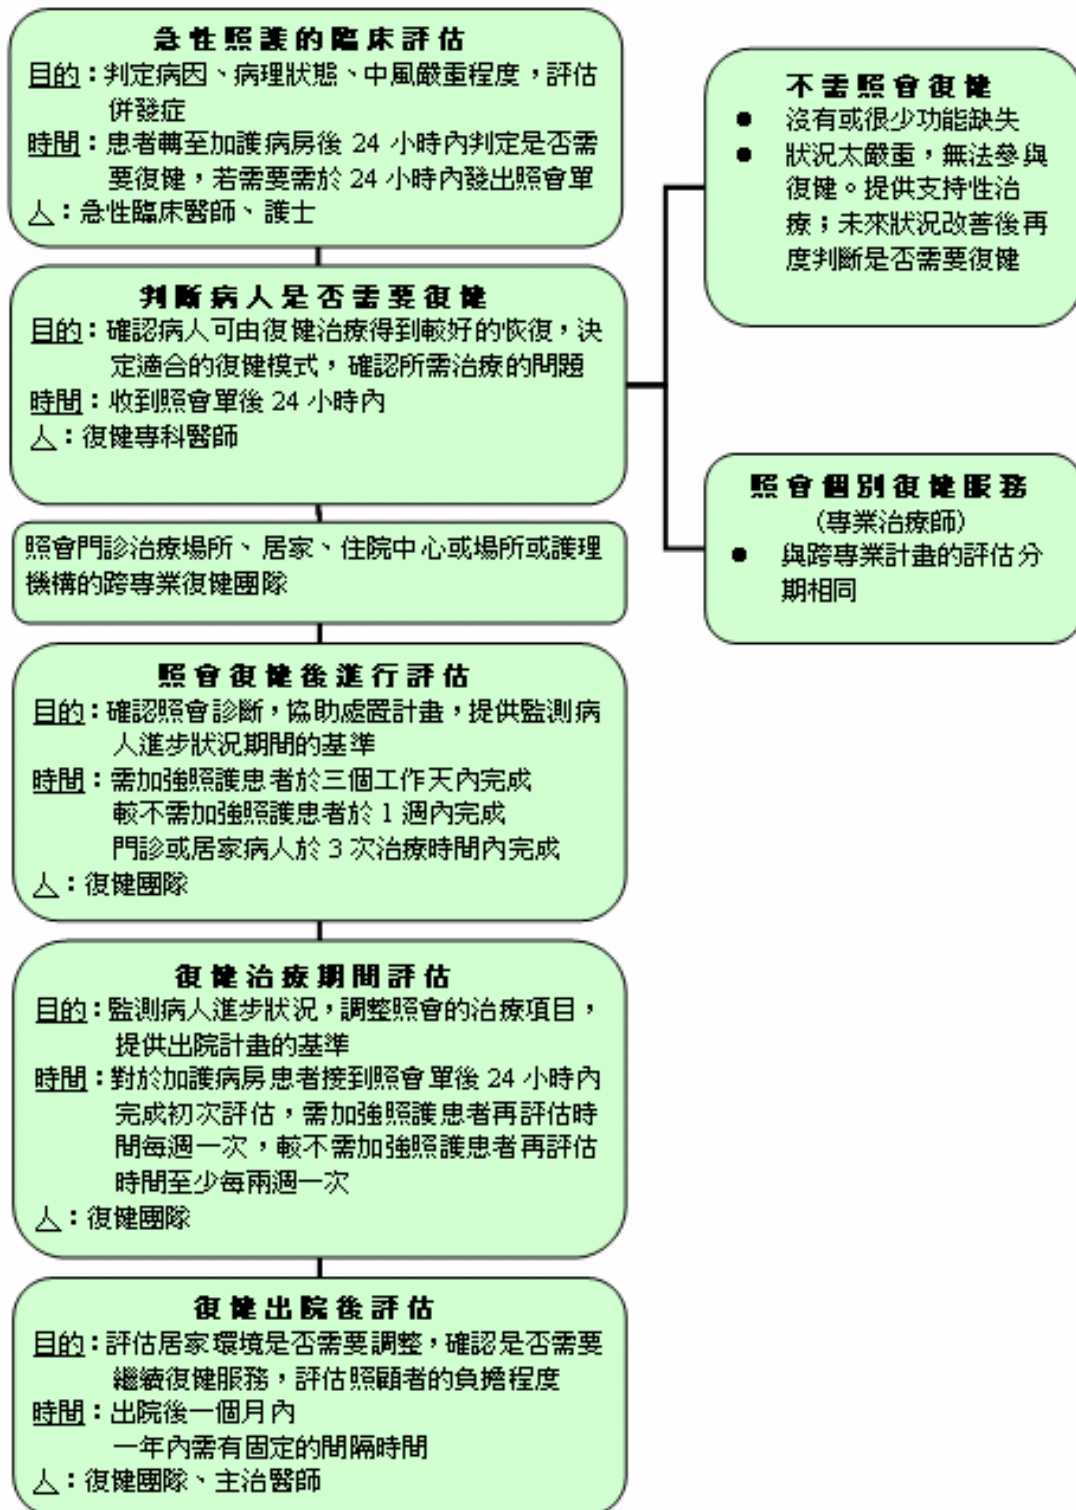 急性照護的臨床評估
目的：判定病因、病理狀態、中風嚴重程度，評估
併發症
時間：患者轉至加護病房後 24 小時內判定是否需
要復健，若需要需於 24 小時內發出照會單
人：急性臨床醫師、護士
判斷病人是否需要復健
目的：確認病人可由復健治療得到較好的恢復，決
定適合的復健模式，確認所需治療的問題
時間：收到照會單後 24 小時內
人：復健專科醫師
不需照會復健
● 沒有或很少功能缺失
● 狀況太嚴重，無法參與
復健。提供支持性治
療；未來狀況改善後再
度判斷是否需要復健
照會個別復健服務
(專業治療師)
● 與跨專業計畫的評估分
期相同
照會門診治療場所、居家、住院中心或場所或護理
機構的跨專業復健團隊
照會復健後進行評估
目的：確認照會診斷，協助處置計畫，提供監測病
人進步狀況期間的基準
時間：需加強照護患者於三個工作天內完成
較不需加強照護患者於 1 週內完成
門診或居家病人於 3 次治療時間內完成
人：復健團隊
復健治療期間評估
目的：監測病人進步狀況，調整照會的治療項目，
提供出院計畫的基準
時間：對於加護病房患者接到照會單後 24 小時內
完成初次評估，需加強照護患者再評估時
間每週一次，較不需加強照護患者再評估
時間至少每兩週一次
人：復健團隊
復健出院後評估
目的：評估居家環境是否需要調整，確認是否需要
繼續復健服務，評估照顧者的負擔程度
時間：出院後一個月內
一年內需有固定的間隔時間
人：復健團隊、主治醫師